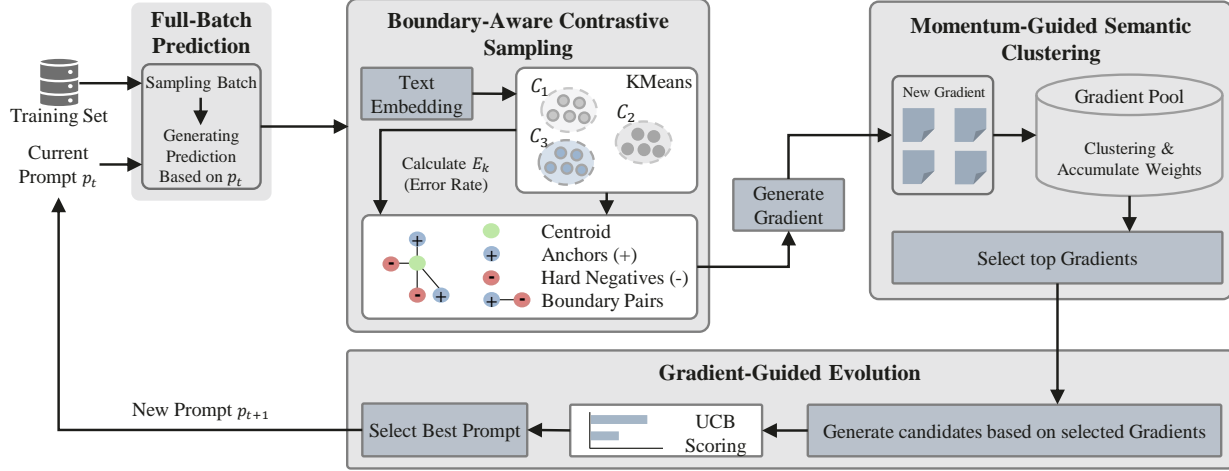 Full-Batch
Prediction
Training Set
Current
Prompt p_t
Sampling Batch
Generating
Prediction
Based on p_t
Boundary-Aware Contrastive
Sampling
Text
Embedding
KMeans
C_1
C_2
C_3
Calculate E_k
(Error Rate)
+
-
-
+
Centroid
+ Anchors (+)
- Hard Negatives (-)
+ - Boundary Pairs
Generate
Gradient
Momentum-Guided Semantic
Clustering
New Gradient
Gradient Pool
Clustering &
Accumulate Weights
Select top Gradients
Gradient-Guided Evolution
Generate candidates based on selected Gradients
UCB
Scoring
Select Best Prompt
New Prompt p_{t+1}